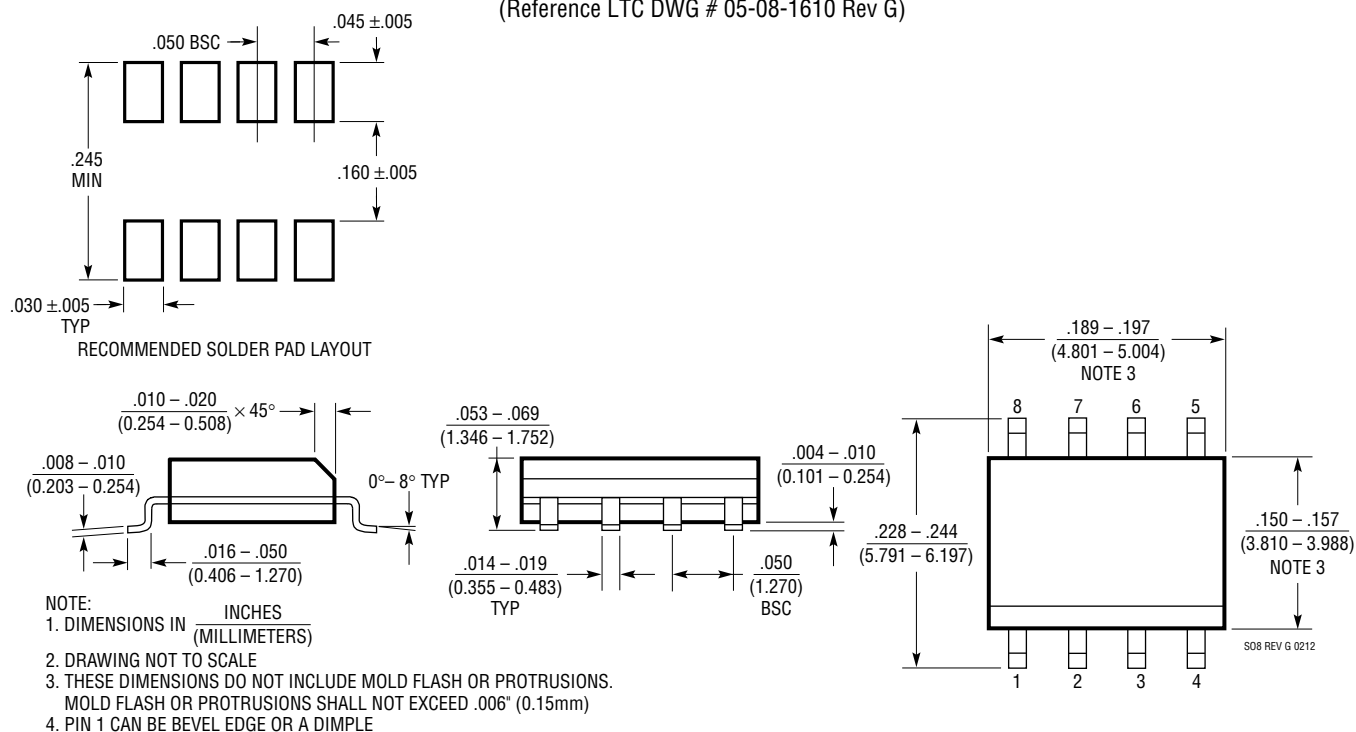 (Reference LTC DWG # 05-08-1610 Rev G)
.050 BSC
.045 ±.005
.245
MIN
.160 ±.005
.030 ±.005
TYP
RECOMMENDED SOLDER PAD LAYOUT
.010 – .020
(0.254 – 0.508)
× 45°
.008 – .010
(0.203 – 0.254)
0°– 8° TYP
.016 – .050
(0.406 – 1.270)
.053 – .069
(1.346 – 1.752)
.004 – .010
(0.101 – 0.254)
.014 – .019
(0.355 – 0.483)
TYP
.050
(1.270)
BSC
.189 – .197
(4.801 – 5.004)
NOTE 3
8 7 6 5
.228 – .244
(5.791 – 6.197)
.150 – .157
(3.810 – 3.988)
NOTE 3
1 2 3 4
SO8 REV G 0212
NOTE:
1. DIMENSIONS IN INCHES
(MILLIMETERS)
2. DRAWING NOT TO SCALE
3. THESE DIMENSIONS DO NOT INCLUDE MOLD FLASH OR PROTRUSIONS.
MOLD FLASH OR PROTRUSIONS SHALL NOT EXCEED .006" (0.15mm)
4. PIN 1 CAN BE BEVEL EDGE OR A DIMPLE